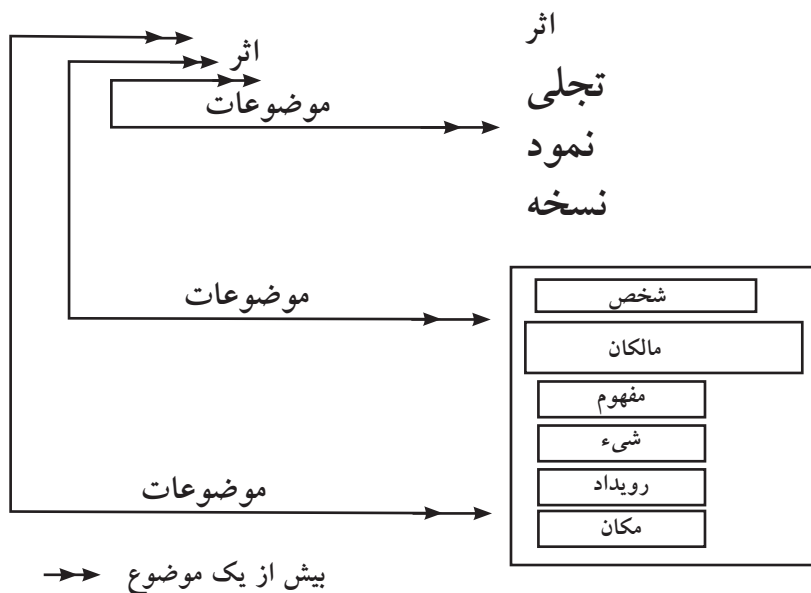 اثر
اثر
موضوعات
تجلی
نمود
نسخه
موضوعات
شخص
مالکان
مفهوم
شیء
رویداد
موضوعات
مکان
بیش از یک موضوع